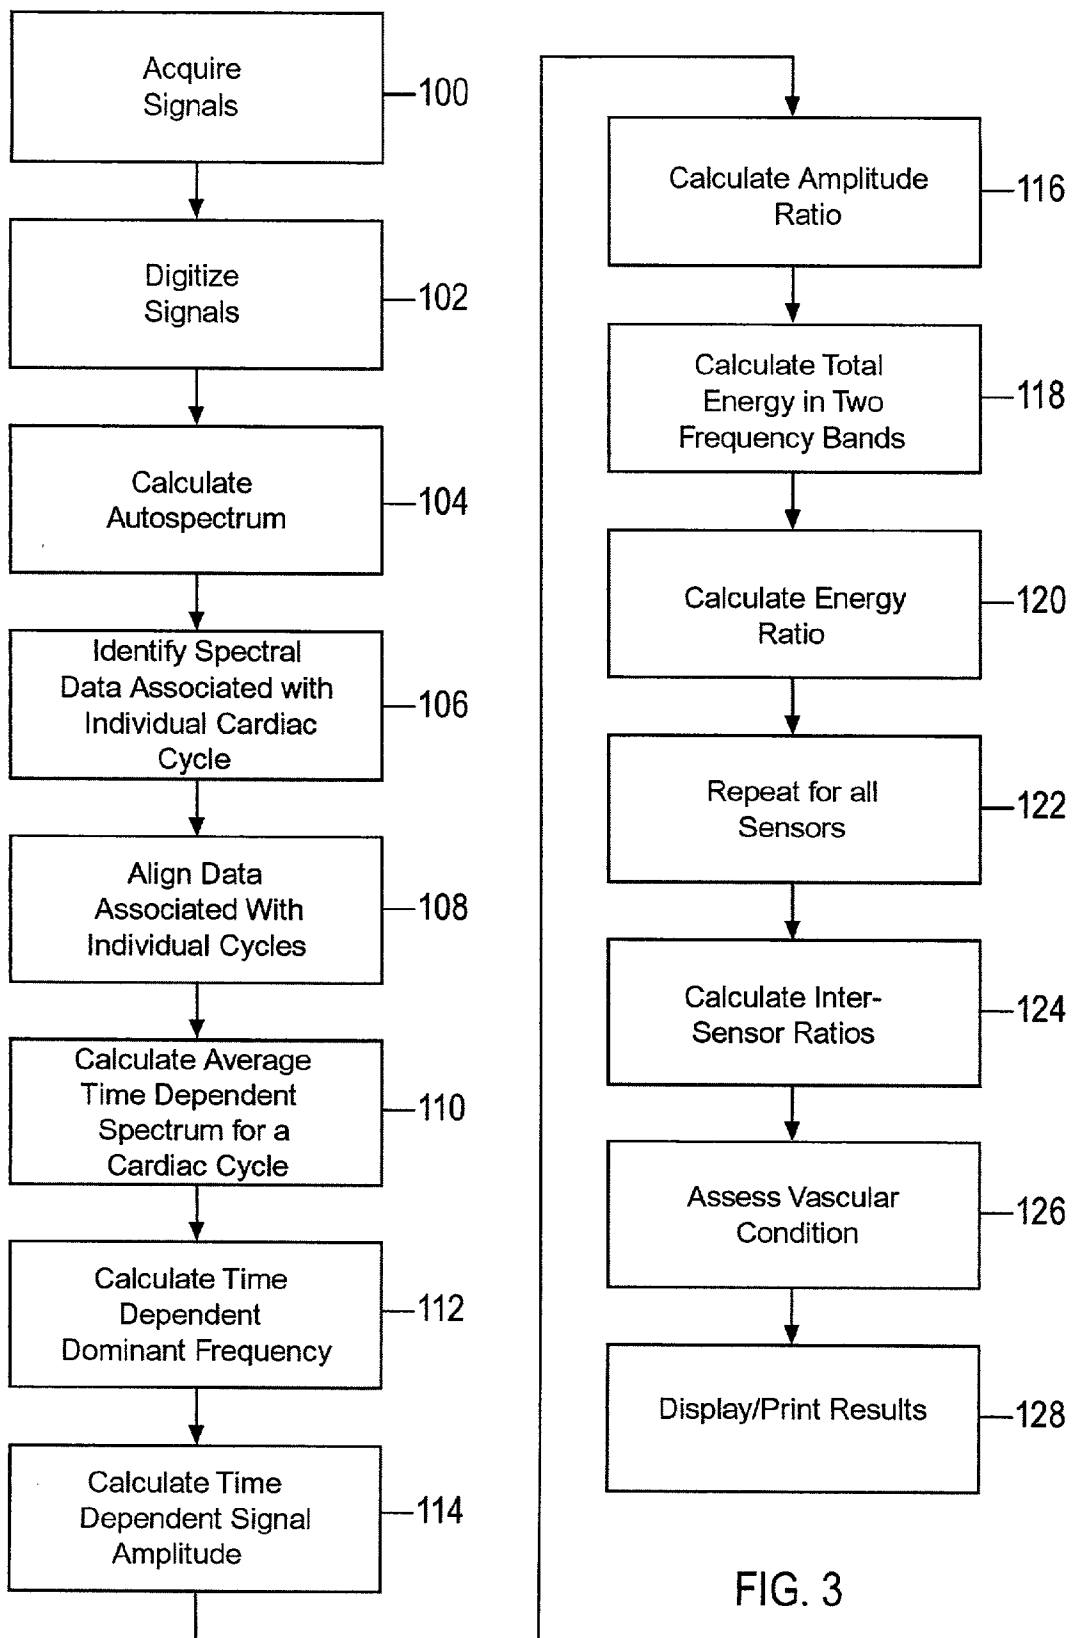 Acquire
Signals
100
Digitize
Signals
102
Calculate
Autospectrum
104
Identify Spectral
Data Associated with
Individual Cardiac
Cycle
106
Align Data
Associated With
Individual Cycles
108
Calculate Average
Time Dependent
Spectrum for a
Cardiac Cycle
110
Calculate Time
Dependent
Dominant Frequency
112
Calculate Time
Dependent Signal
Amplitude
114
Calculate Amplitude
Ratio
116
Calculate Total
Energy in Two
Frequency Bands
118
Calculate Energy
Ratio
120
Repeat for all
Sensors
122
Calculate Inter-
Sensor Ratios
124
Assess Vascular
Condition
126
Display/Print Results
128
FIG. 3